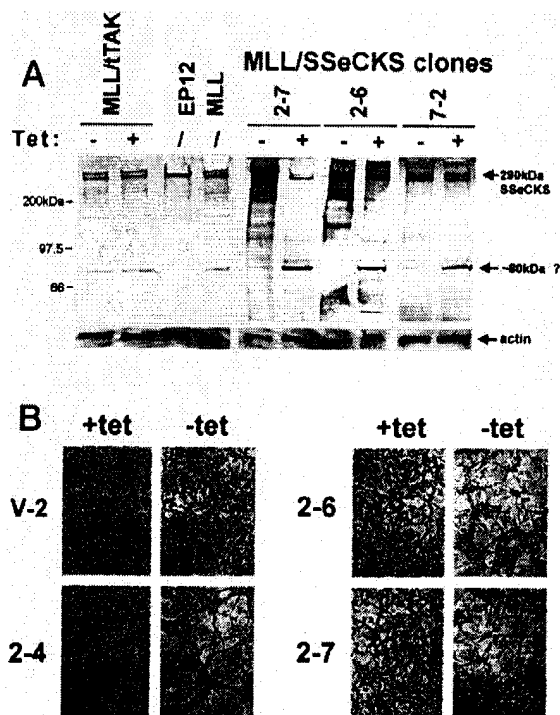 A
MLL/tTAK
EP12
MLL
MLL/SSeCKS clones
2-7
2-6
7-2
Tet: - + / / - + - + - +
290kDa
SSeCKS
200kDa
97.5
~80kDa ?
66
actin
B
+tet -tet +tet -tet
V-2
2-6
2-4
2-7